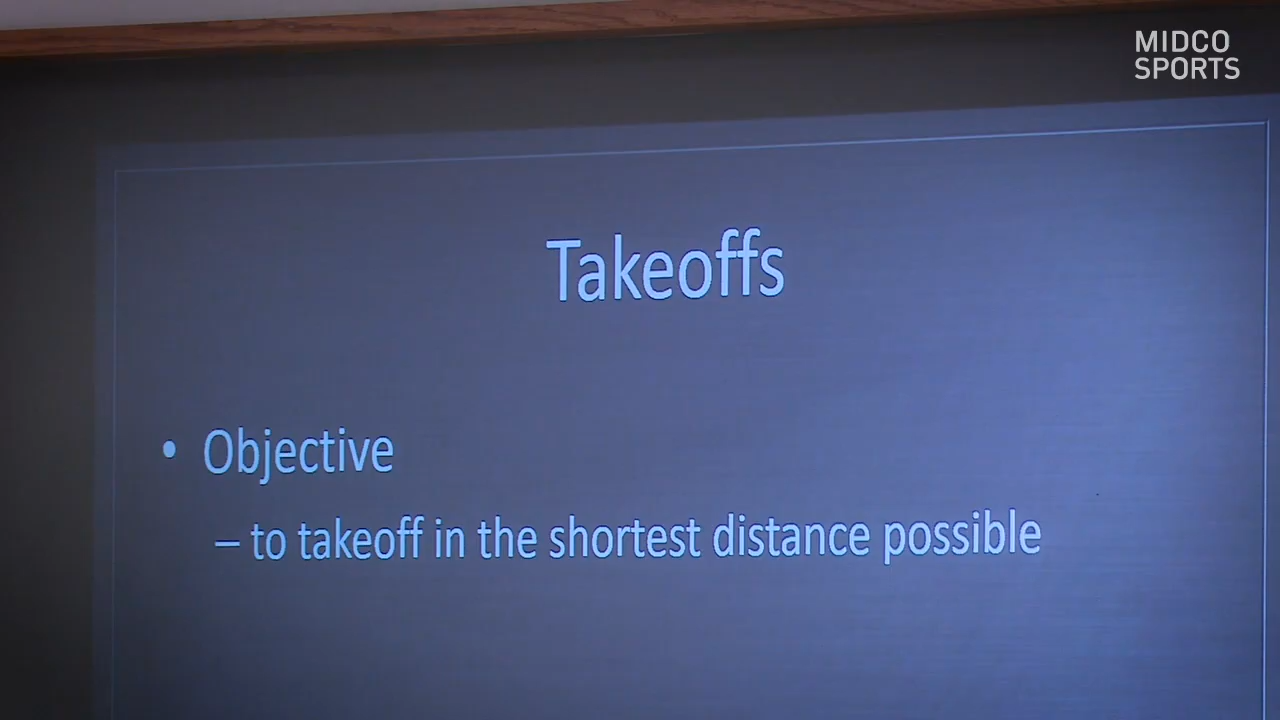 MIDCO
SPORTS
Takeoffs
• Objective
– to takeoff in the shortest distance possible